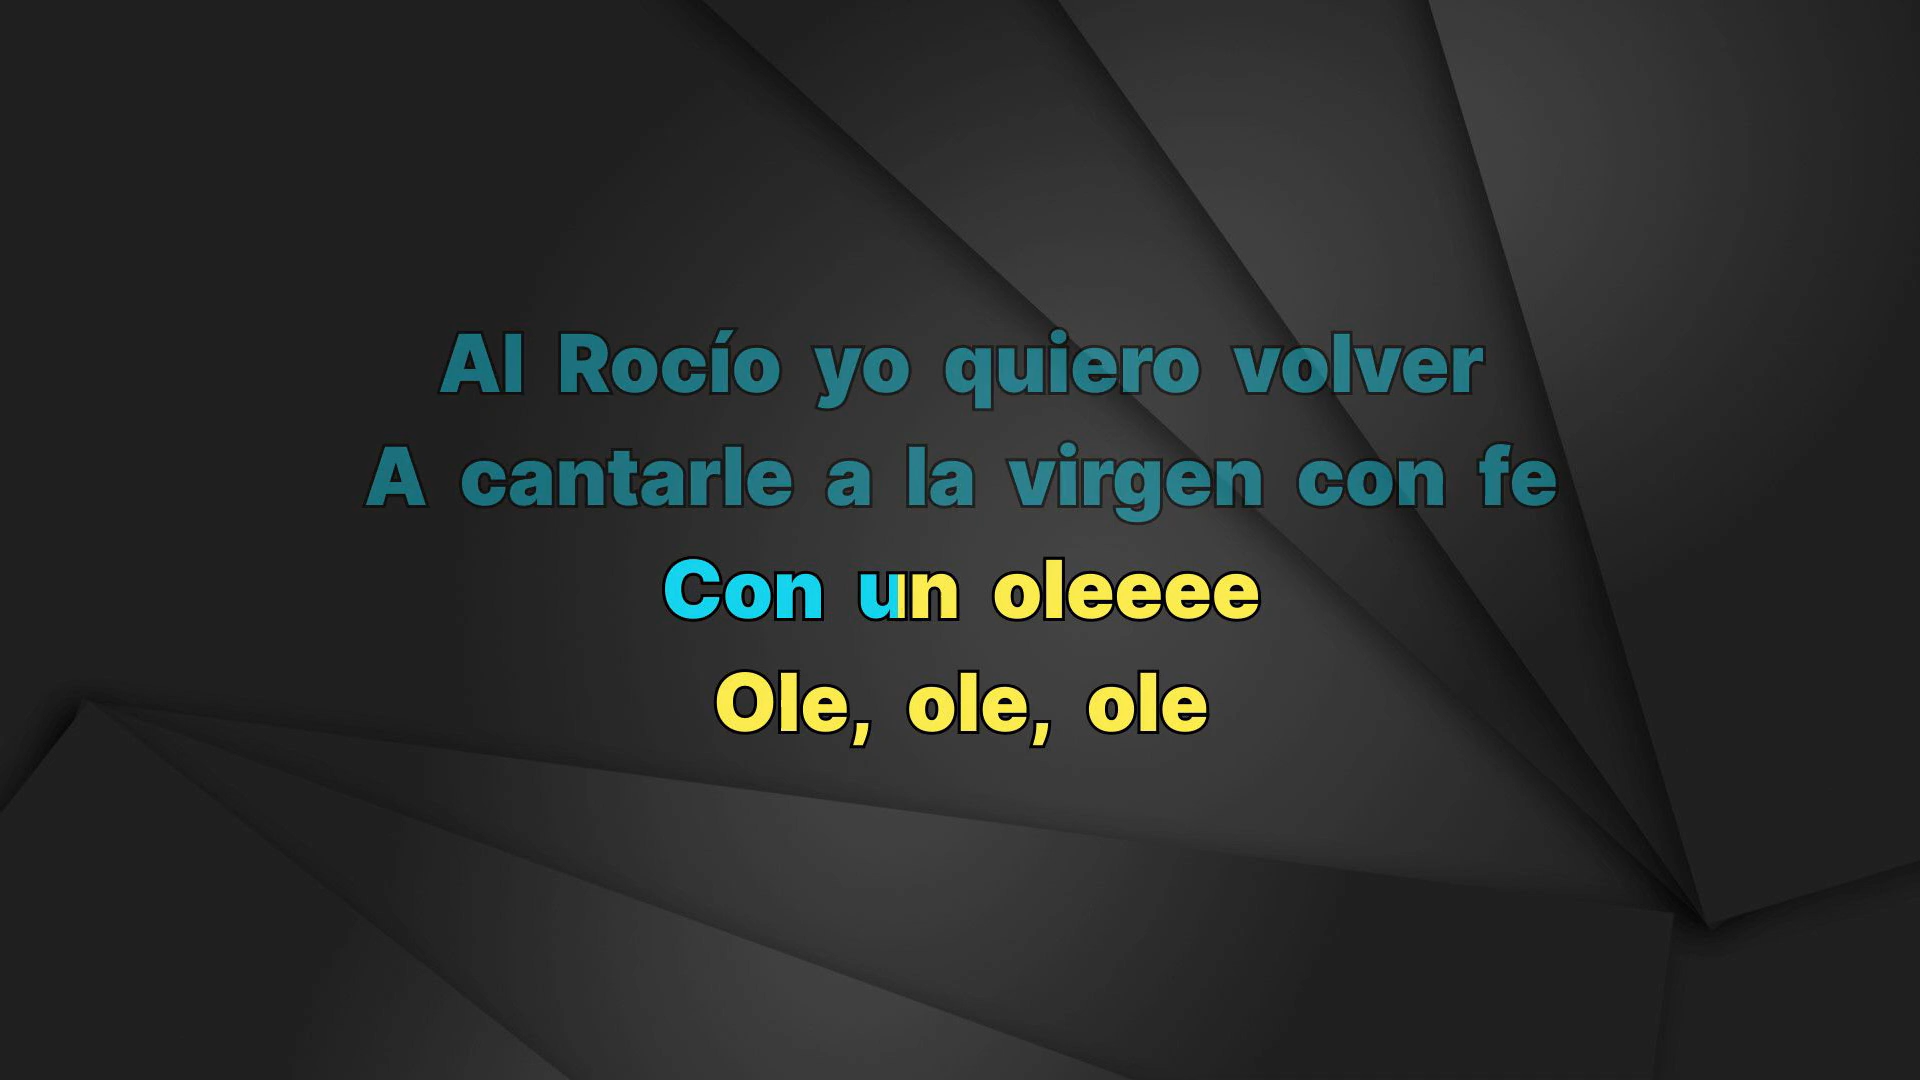 Al Rocío yo quiero volver
A cantarle a la virgen con fe
Con un oleeee
Ole, ole, ole